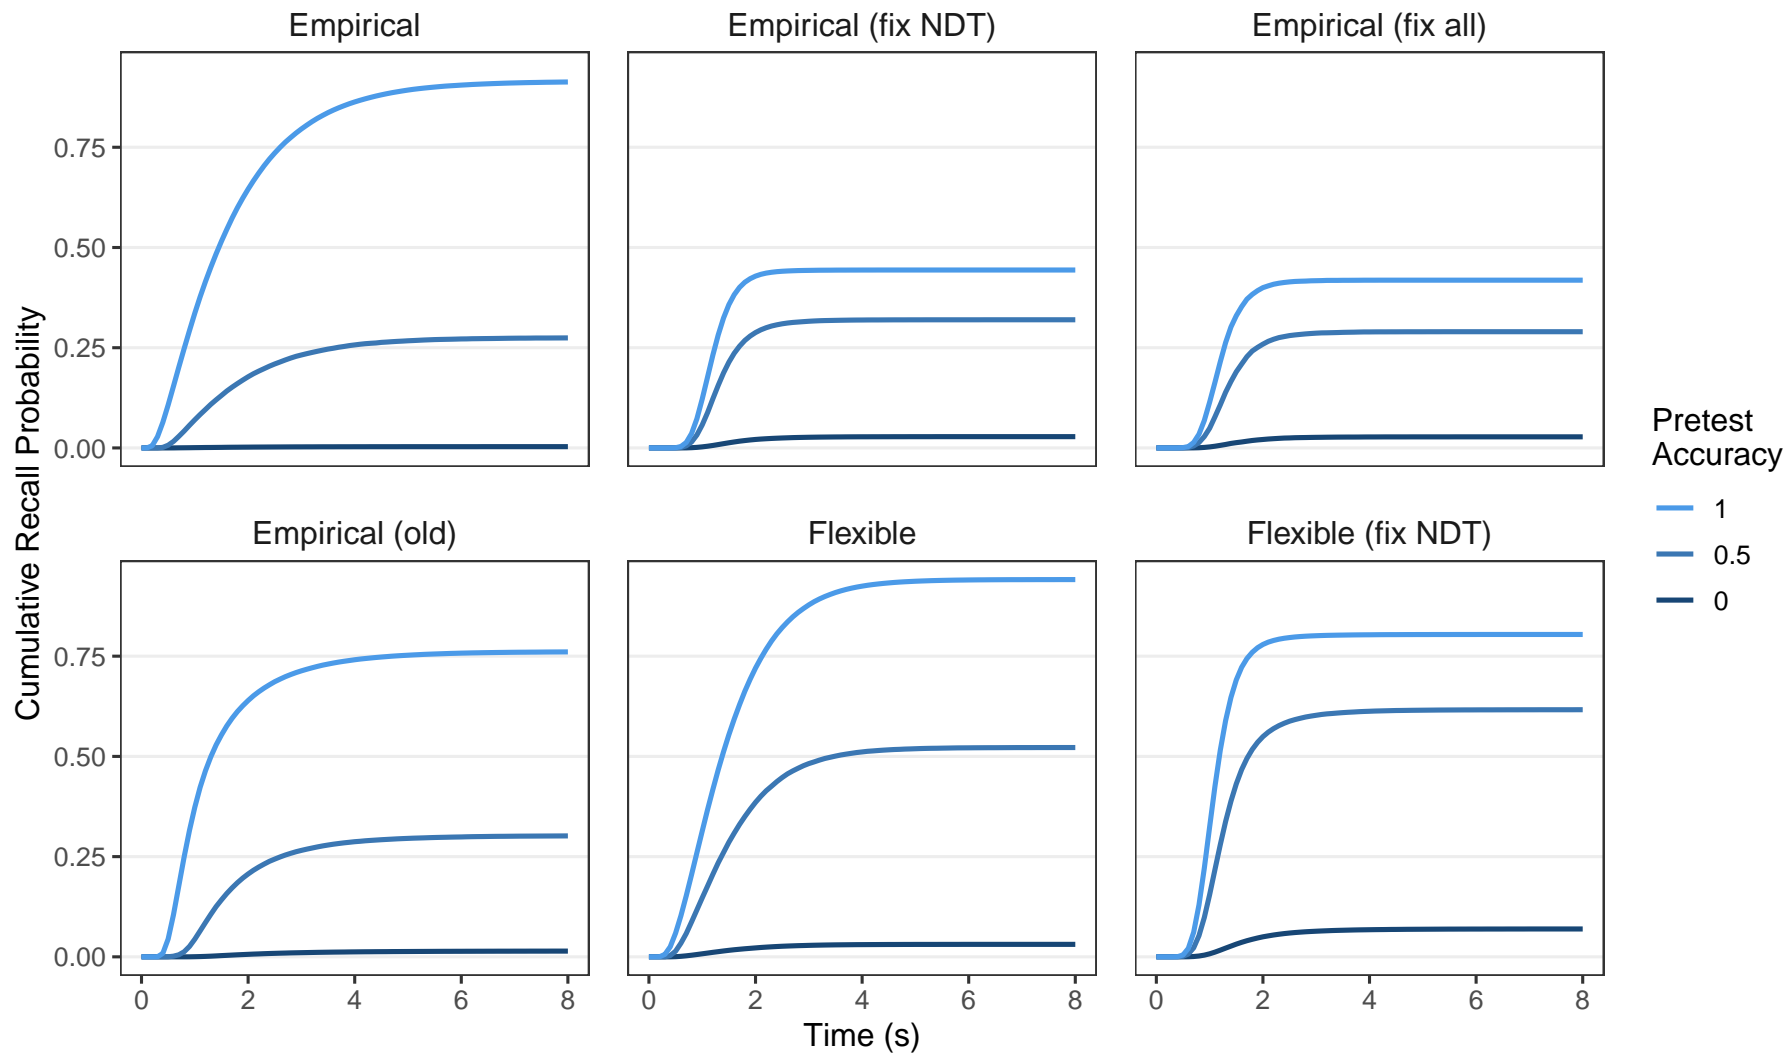 Empirical
Empirical (fix NDT)
Empirical (fix all)
0.75
0.50
0.25
0.00
Cumulative Recall Probability
Pretest
Accuracy
1
0.5
0
Empirical (old)
Flexible
Flexible (fix NDT)
0.75
0.50
0.25
0.00
0 2 4 6 8
0 2 4 6 8
0 2 4 6 8
Time (s)